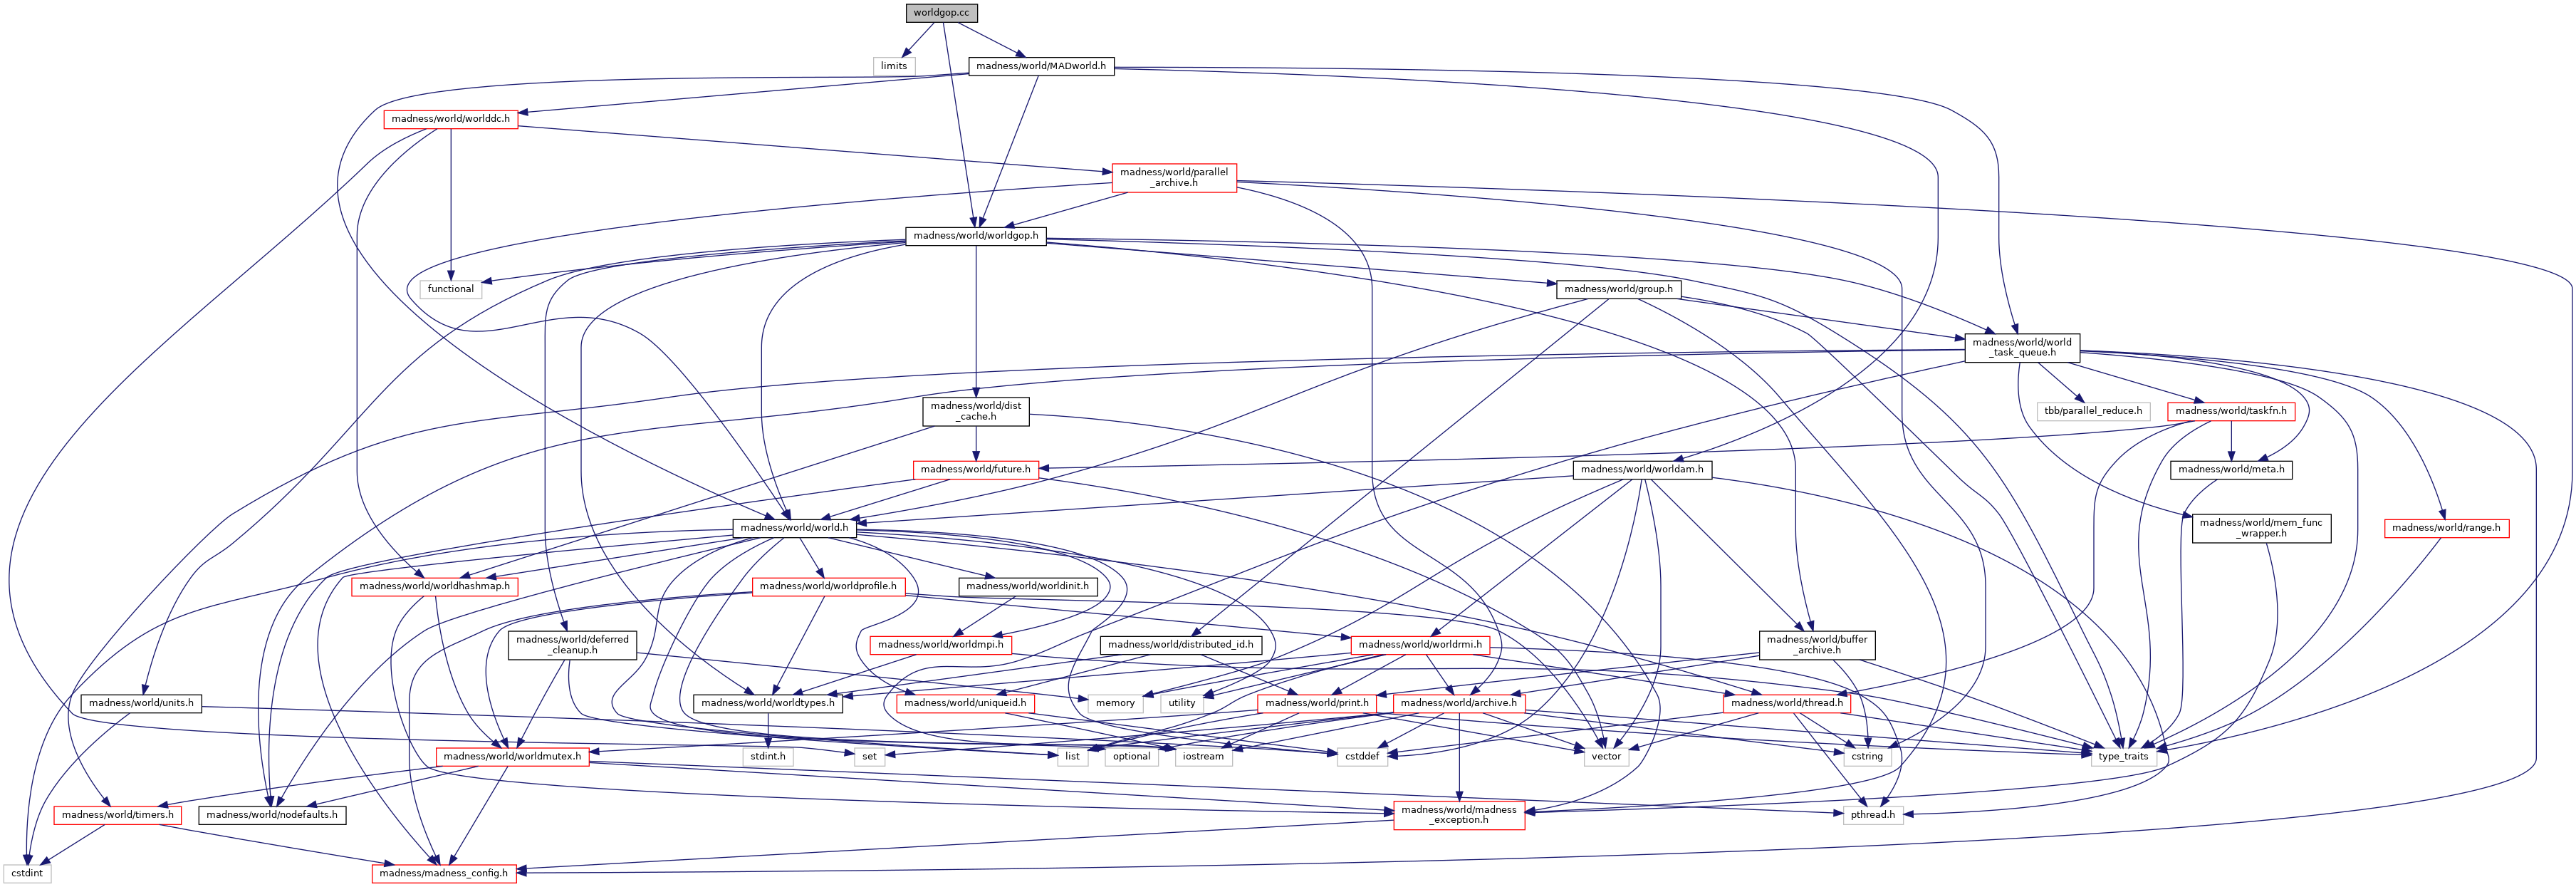 worldgop.cc
limits
madness/world/MADworld.h
madness/world/worlddc.h
madness/world/parallel
_archive.h
madness/world/worldgop.h
functional
madness/world/group.h
madness/world/world
_task_queue.h
madness/world/dist
_cache.h
tbb/parallel_reduce.h
madness/world/taskfn.h
madness/world/future.h
madness/world/worldam.h
madness/world/meta.h
madness/world/world.h
madness/world/mem_func
_wrapper.h
madness/world/range.h
madness/world/worldhashmap.h
madness/world/worldprofile.h
madness/world/worldinit.h
madness/world/deferred
_cleanup.h
madness/world/worldmpi.h
madness/world/distributed_id.h
madness/world/worldrmi.h
madness/world/buffer
_archive.h
madness/world/units.h
madness/world/worldtypes.h
madness/world/uniqueid.h
memory
utility
madness/world/print.h
madness/world/archive.h
madness/world/thread.h
madness/world/worldmutex.h
stdint.h
set
list
optional
iostream
cstddef
vector
cstring
type_traits
madness/world/timers.h
madness/world/nodefaults.h
madness/world/madness
_exception.h
pthread.h
cstdint
madness/madness_config.h